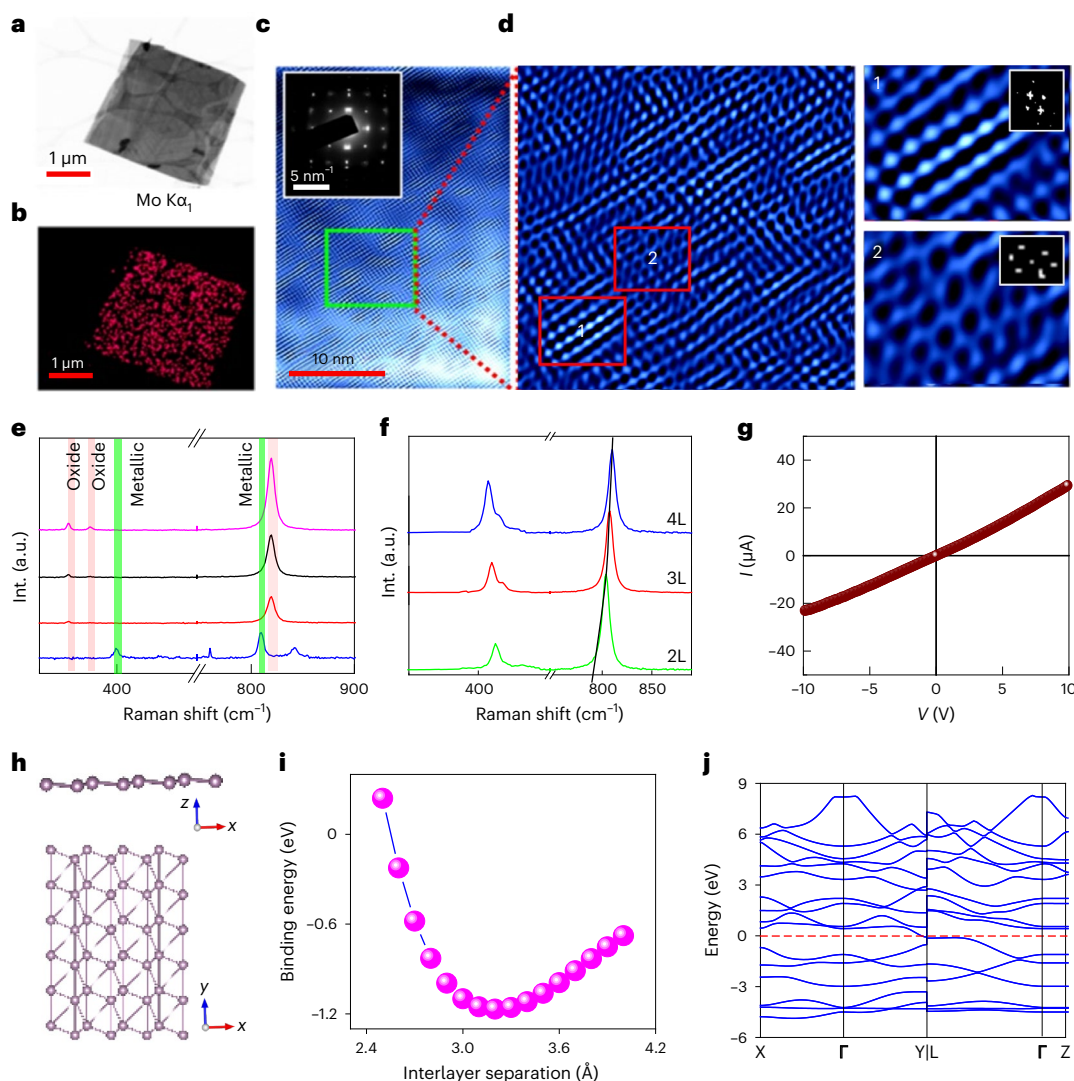 a
1 µm
Mo Kα1
b
1 µm
c
5 nm−1
10 nm
d
1
2
1
2
e
Oxide
Oxide
Metallic
Metallic
Int. (a.u.)
400 820 900
Raman shift (cm−1)
f
4L
3L
2L
Int. (a.u.)
400 800 850
Raman shift (cm−1)
g
I (µA)
40
20
0
−20
−40
−10 −5 0 5 10
V (V)
h
z
x
y
x
i
Binding energy (eV)
0
−0.6
−1.2
2.4 3.0 3.6 4.2
Interlayer separation (Å)
j
Energy (eV)
9
6
3
0
−3
−6
X Γ Y|L Γ Z